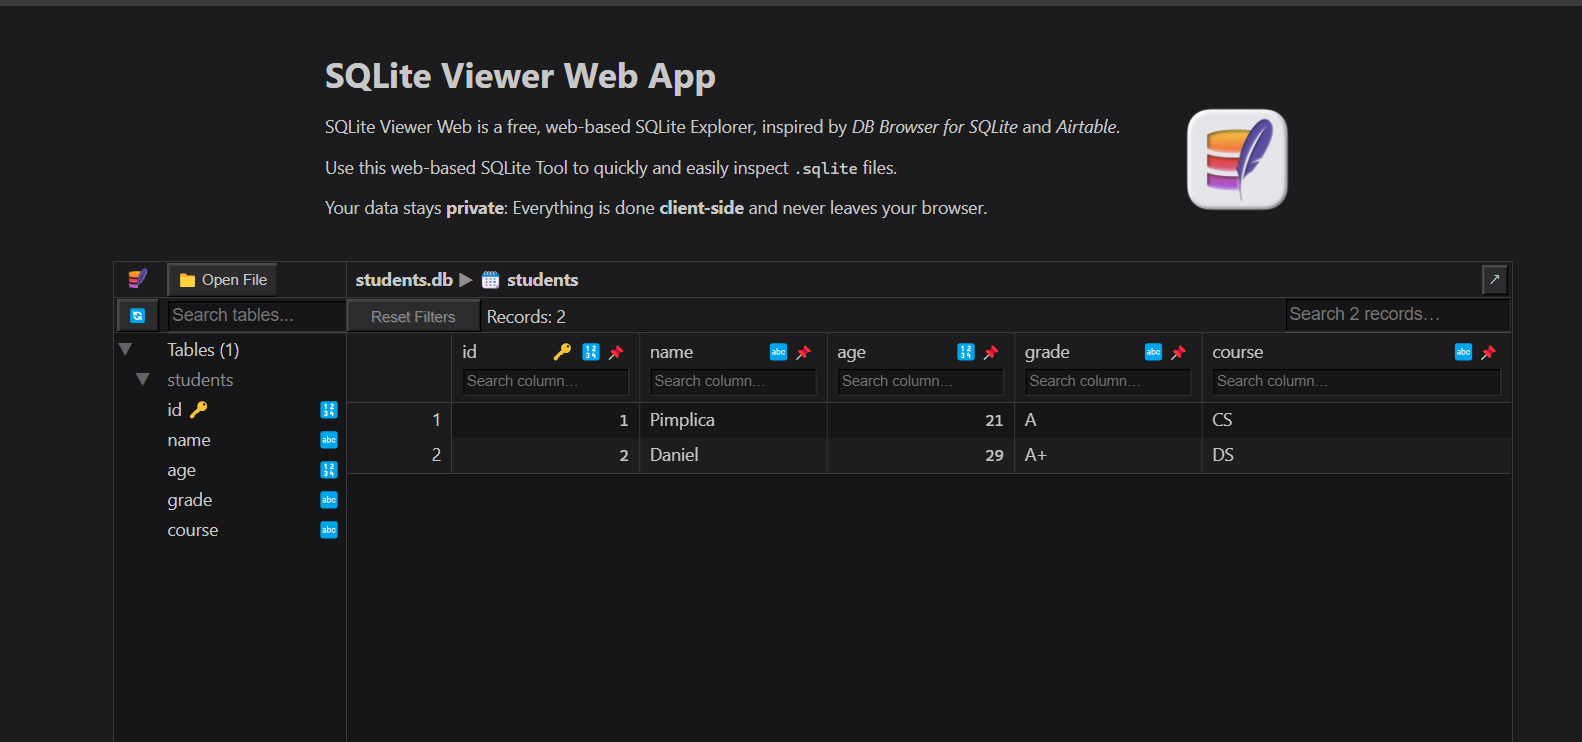 SQLite Viewer Web App
SQLite Viewer Web is a free, web-based SQLite Explorer, inspired by DB Browser for SQLite and Airtable.
Use this web-based SQLite Tool to quickly and easily inspect .sqlite files.
Your data stays private: Everything is done client-side and never leaves your browser.
Open File
students.db ▶ students
Search tables...
Reset Filters
Records: 2
Search 2 records…
Tables (1)
students
id
name
age
grade
course
id name age grade course
Search column… Search column… Search column… Search column… Search column…
1 1 Pimplica 21 A CS
2 2 Daniel 29 A+ DS